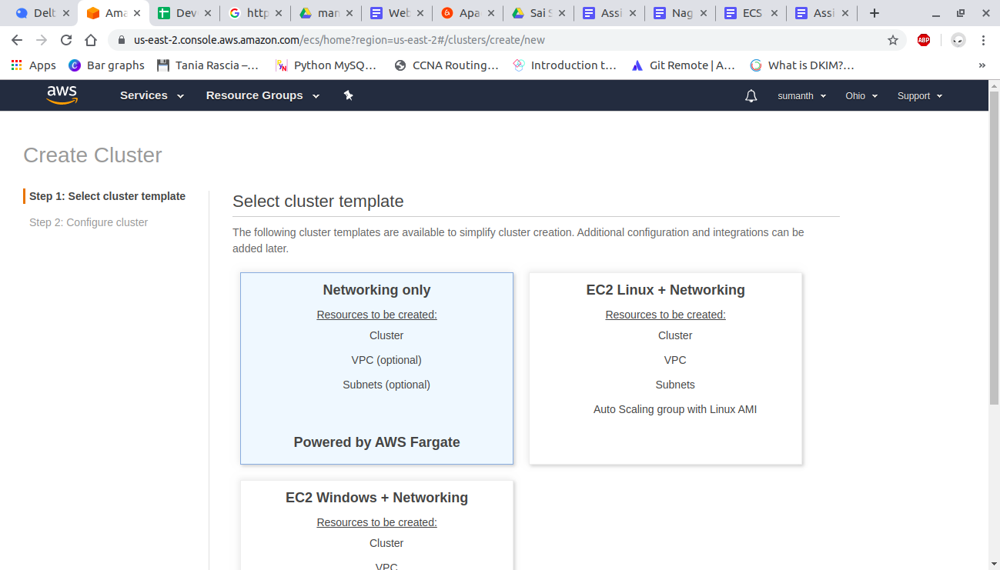 Delt
Ama
Dev
http
man
Web
Apa
Sai S
Assi
Nag
ECS
Assi
us-east-2.console.aws.amazon.com/ecs/home?region=us-east-2#/clusters/create/new
ABP
Apps
Bar graphs
Tania Rascia –…
Python MySQ…
CCNA Routing…
Introduction t…
Git Remote | A…
What is DKIM?…
»
aws
Services
Resource Groups
sumanth
Ohio
Support
Create Cluster
Step 1: Select cluster template
Step 2: Configure cluster
Select cluster template
The following cluster templates are available to simplify cluster creation. Additional configuration and integrations can be
added later.
Networking only
Resources to be created:
Cluster
VPC (optional)
Subnets (optional)
Powered by AWS Fargate
EC2 Linux + Networking
Resources to be created:
Cluster
VPC
Subnets
Auto Scaling group with Linux AMI
EC2 Windows + Networking
Resources to be created:
Cluster
VPC